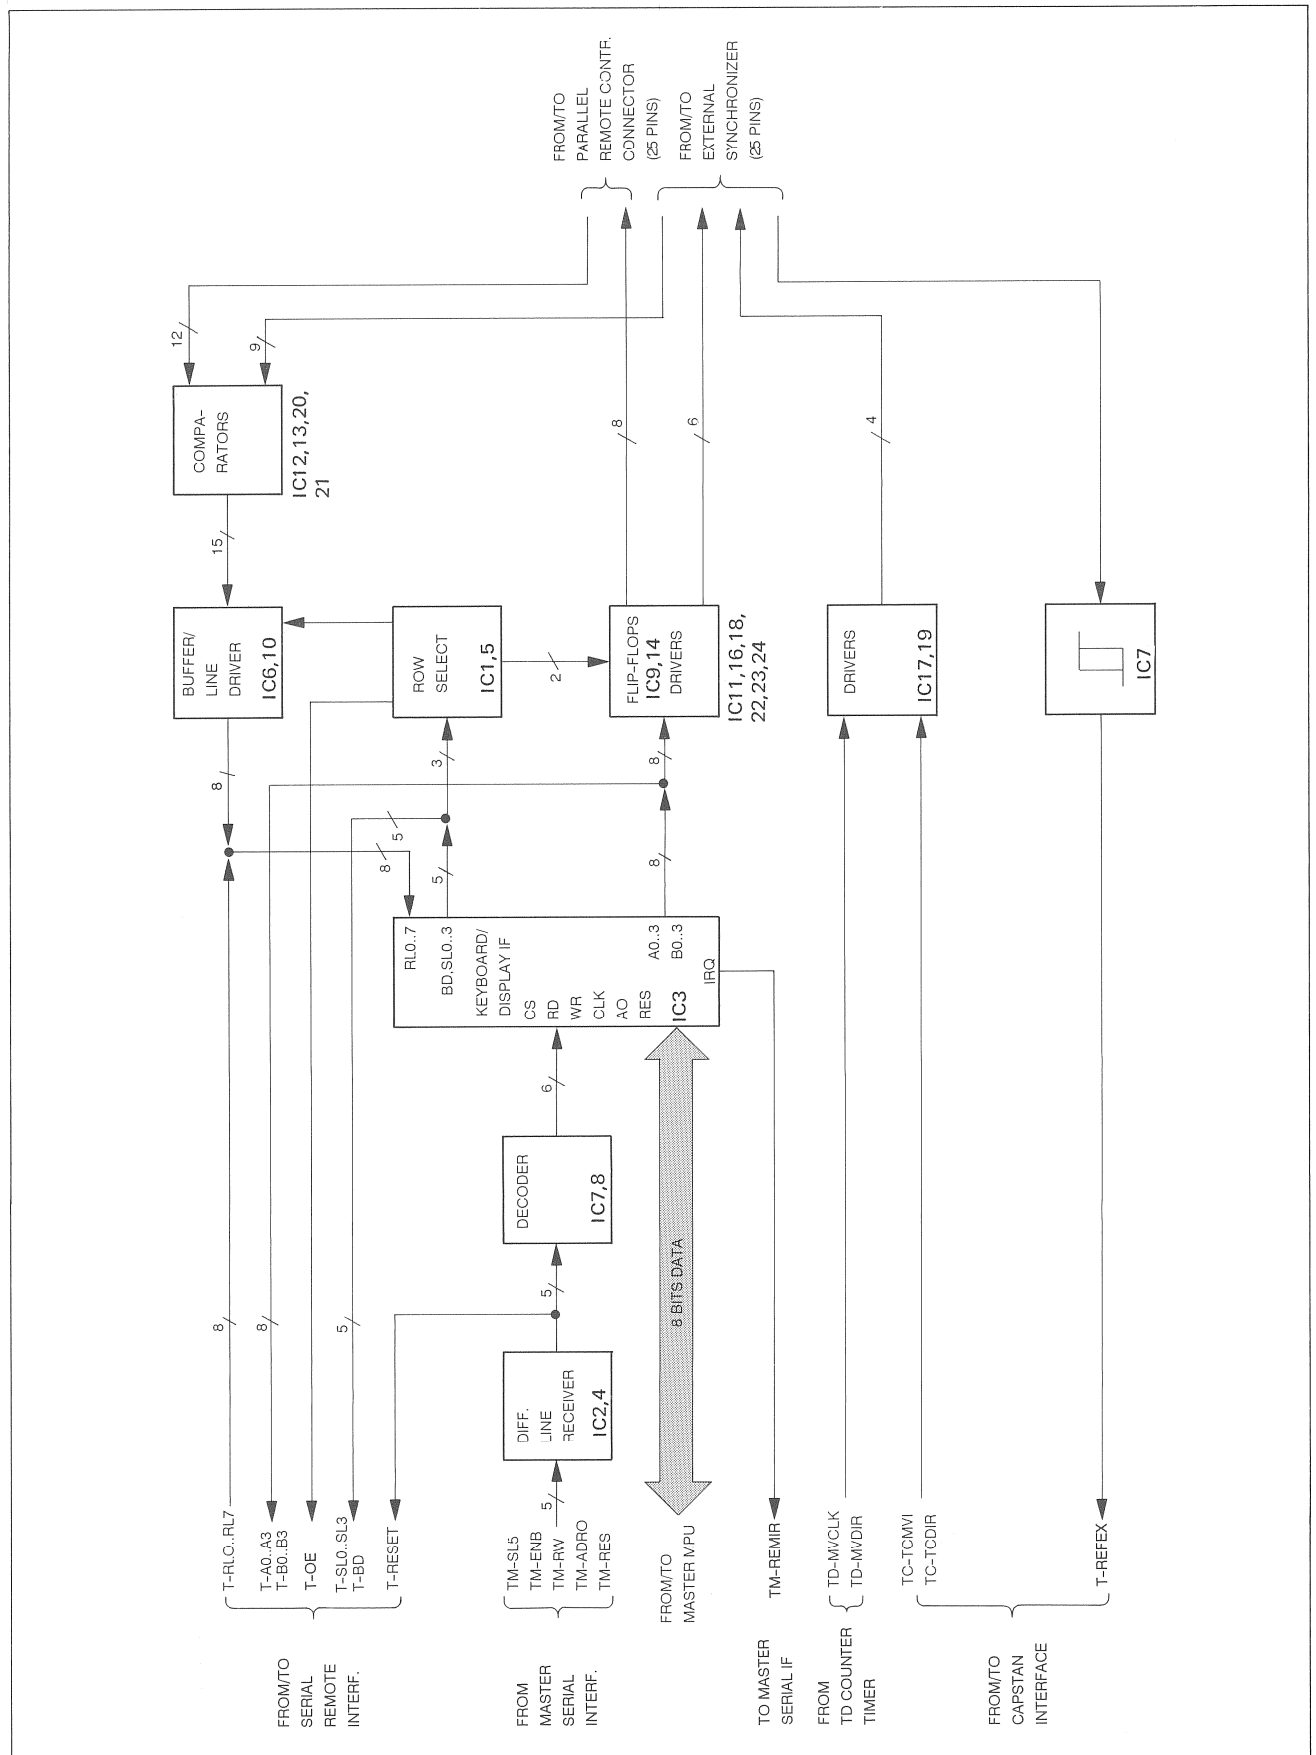 FROM/TO
SERIAL
REMOTE
INTERF.
T-RL0..RL7
T-A0..A3
T-B0..B3
T-OE
T-SL0..SL3
T-BD
T-RESET
8
8
5
FROM
MASTER
SERIAL
INTERF.
TM-SL5
TM-ENB
TM-RW
TM-ADRO
TM-RES
5
DIFF.
LINE
RECEIVER
IC2,4
5
DECODER
IC7,8
6
FROM/TO
MASTER MPU
8 BITS DATA
TO MASTER
SERIAL IF
TM-REMIR
RL0..7
BD,SL0..3
KEYBOARD/
DISPLAY IF
CS
RD
WR
CLK
AO
RES
IC3
A0..3
B0..3
IRQ
8
5
5
3
8
8
8
BUFFER/
LINE
DRIVER
IC6,10
15
COMPA-
RATORS
IC12,13,20,
21
12
9
ROW
SELECT
IC1,5
2
FLIP-FLOPS
IC9,14
DRIVERS
IC11,16,18,
22,23,24
8
6
FROM
TD COUNTER
TIMER
TD-MVCLK
TD-MVDIR
DRIVERS
IC17,19
4
FROM/TO
CAPSTAN
INTERFACE
TC-TCMVI
TC-TCDIR
T-REFEX
IC7
FROM/TO
PARALLEL
REMOTE CONTR.
CONNECTOR
(25 PINS)
FROM/TO
EXTERNAL
SYNCHRONIZER
(25 PINS)